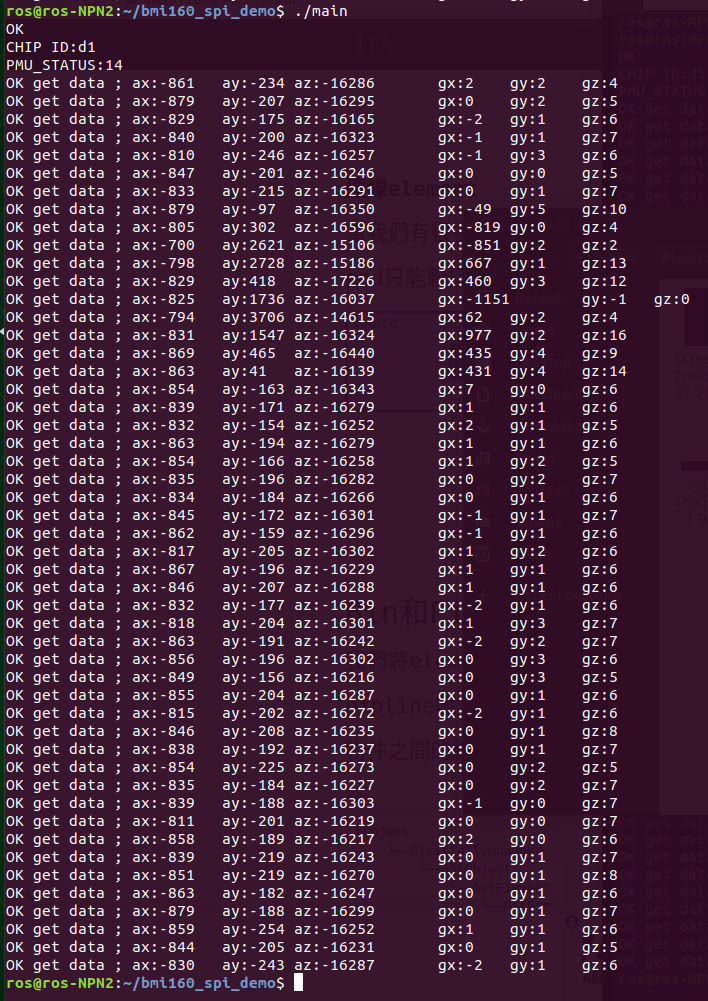 ros@ros-NPN2:~/bmi160_spi_demo$ ./main
OK
CHIP ID:d1
PMU_STATUS:14
OK get data ; ax:-861 ay:-234 az:-16286 gx:2 gy:2 gz:4
OK get data ; ax:-879 ay:-207 az:-16295 gx:0 gy:2 gz:5
OK get data ; ax:-829 ay:-175 az:-16165 gx:-2 gy:1 gz:6
OK get data ; ax:-840 ay:-200 az:-16323 gx:-1 gy:1 gz:7
OK get data ; ax:-810 ay:-246 az:-16257 gx:-1 gy:3 gz:6
OK get data ; ax:-847 ay:-201 az:-16246 gx:0 gy:0 gz:5
OK get data ; ax:-833 ay:-215 az:-16291 gx:0 gy:1 gz:7
OK get data ; ax:-879 ay:-97 az:-16350 gx:-49 gy:5 gz:10
OK get data ; ax:-805 ay:302 az:-16596 gx:-819 gy:0 gz:4
OK get data ; ax:-700 ay:2621 az:-15106 gx:-851 gy:2 gz:2
OK get data ; ax:-798 ay:2728 az:-15186 gx:667 gy:1 gz:13
OK get data ; ax:-829 ay:418 az:-17226 gx:460 gy:3 gz:12
OK get data ; ax:-825 ay:1736 az:-16037 gx:-1151 gy:-1 gz:0
OK get data ; ax:-794 ay:3706 az:-14615 gx:62 gy:2 gz:4
OK get data ; ax:-831 ay:1547 az:-16324 gx:977 gy:2 gz:16
OK get data ; ax:-869 ay:465 az:-16440 gx:435 gy:4 gz:9
OK get data ; ax:-863 ay:41 az:-16139 gx:431 gy:4 gz:14
OK get data ; ax:-854 ay:-163 az:-16343 gx:7 gy:0 gz:6
OK get data ; ax:-839 ay:-171 az:-16279 gx:1 gy:1 gz:6
OK get data ; ax:-832 ay:-154 az:-16252 gx:2 gy:1 gz:5
OK get data ; ax:-863 ay:-194 az:-16279 gx:1 gy:1 gz:6
OK get data ; ax:-854 ay:-166 az:-16258 gx:1 gy:2 gz:5
OK get data ; ax:-835 ay:-196 az:-16282 gx:0 gy:2 gz:7
OK get data ; ax:-834 ay:-184 az:-16266 gx:0 gy:1 gz:6
OK get data ; ax:-845 ay:-172 az:-16301 gx:-1 gy:1 gz:7
OK get data ; ax:-862 ay:-159 az:-16296 gx:-1 gy:1 gz:6
OK get data ; ax:-817 ay:-205 az:-16302 gx:1 gy:2 gz:6
OK get data ; ax:-867 ay:-196 az:-16229 gx:1 gy:1 gz:6
OK get data ; ax:-846 ay:-207 az:-16288 gx:1 gy:1 gz:6
OK get data ; ax:-832 ay:-177 az:-16232 gx:-2 gy:1 gz:6
OK get data ; ax:-818 ay:-204 az:-16301 gx:1 gy:3 gz:7
OK get data ; ax:-863 ay:-191 az:-16242 gx:-2 gy:2 gz:7
OK get data ; ax:-856 ay:-196 az:-16302 gx:0 gy:3 gz:6
OK get data ; ax:-849 ay:-156 az:-16216 gx:0 gy:3 gz:5
OK get data ; ax:-855 ay:-204 az:-16287 gx:0 gy:1 gz:6
OK get data ; ax:-815 ay:-202 az:-16272 gx:-2 gy:1 gz:6
OK get data ; ax:-846 ay:-208 az:-16235 gx:0 gy:1 gz:8
OK get data ; ax:-838 ay:-192 az:-16237 gx:0 gy:1 gz:7
OK get data ; ax:-854 ay:-225 az:-16273 gx:0 gy:2 gz:5
OK get data ; ax:-835 ay:-184 az:-16227 gx:0 gy:2 gz:7
OK get data ; ax:-839 ay:-188 az:-16303 gx:-1 gy:0 gz:7
OK get data ; ax:-811 ay:-201 az:-16219 gx:0 gy:0 gz:7
OK get data ; ax:-858 ay:-189 az:-16217 gx:2 gy:0 gz:6
OK get data ; ax:-839 ay:-219 az:-16243 gx:0 gy:1 gz:7
OK get data ; ax:-851 ay:-219 az:-16270 gx:0 gy:1 gz:8
OK get data ; ax:-863 ay:-182 az:-16247 gx:0 gy:1 gz:6
OK get data ; ax:-879 ay:-188 az:-16299 gx:0 gy:1 gz:7
OK get data ; ax:-859 ay:-254 az:-16252 gx:1 gy:1 gz:6
OK get data ; ax:-844 ay:-205 az:-16231 gx:0 gy:1 gz:5
OK get data ; ax:-830 ay:-243 az:-16287 gx:-2 gy:1 gz:6
ros@ros-NPN2:~/bmi160_spi_demo$